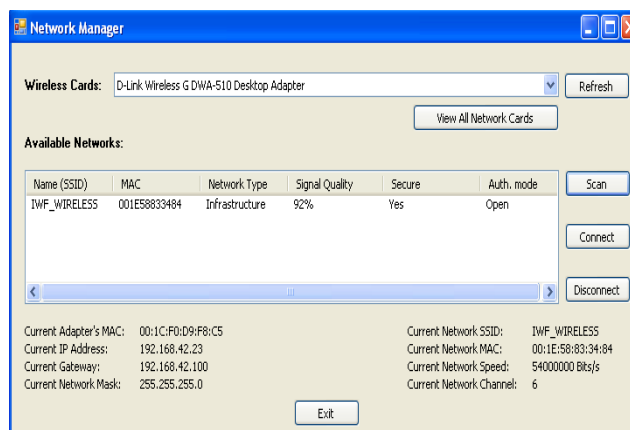 Network Manager
Wireless Cards: D-Link Wireless G DWA-510 Desktop Adapter Refresh
View All Network Cards
Available Networks:
Name (SSID) MAC Network Type Signal Quality Secure Auth. mode Scan
IWF_WIRELESS 001E58833484 Infrastructure 92% Yes Open
Connect
Disconnect
Current Adapter's MAC: 00:1C:F0:D9:F8:C5 Current Network SSID: IWF_WIRELESS
Current IP Address: 192.168.42.23 Current Network MAC: 00:1E:58:83:34:84
Current Gateway: 192.168.42.100 Current Network Speed: 54000000 Bits/s
Current Network Mask: 255.255.255.0 Current Network Channel: 6
Exit